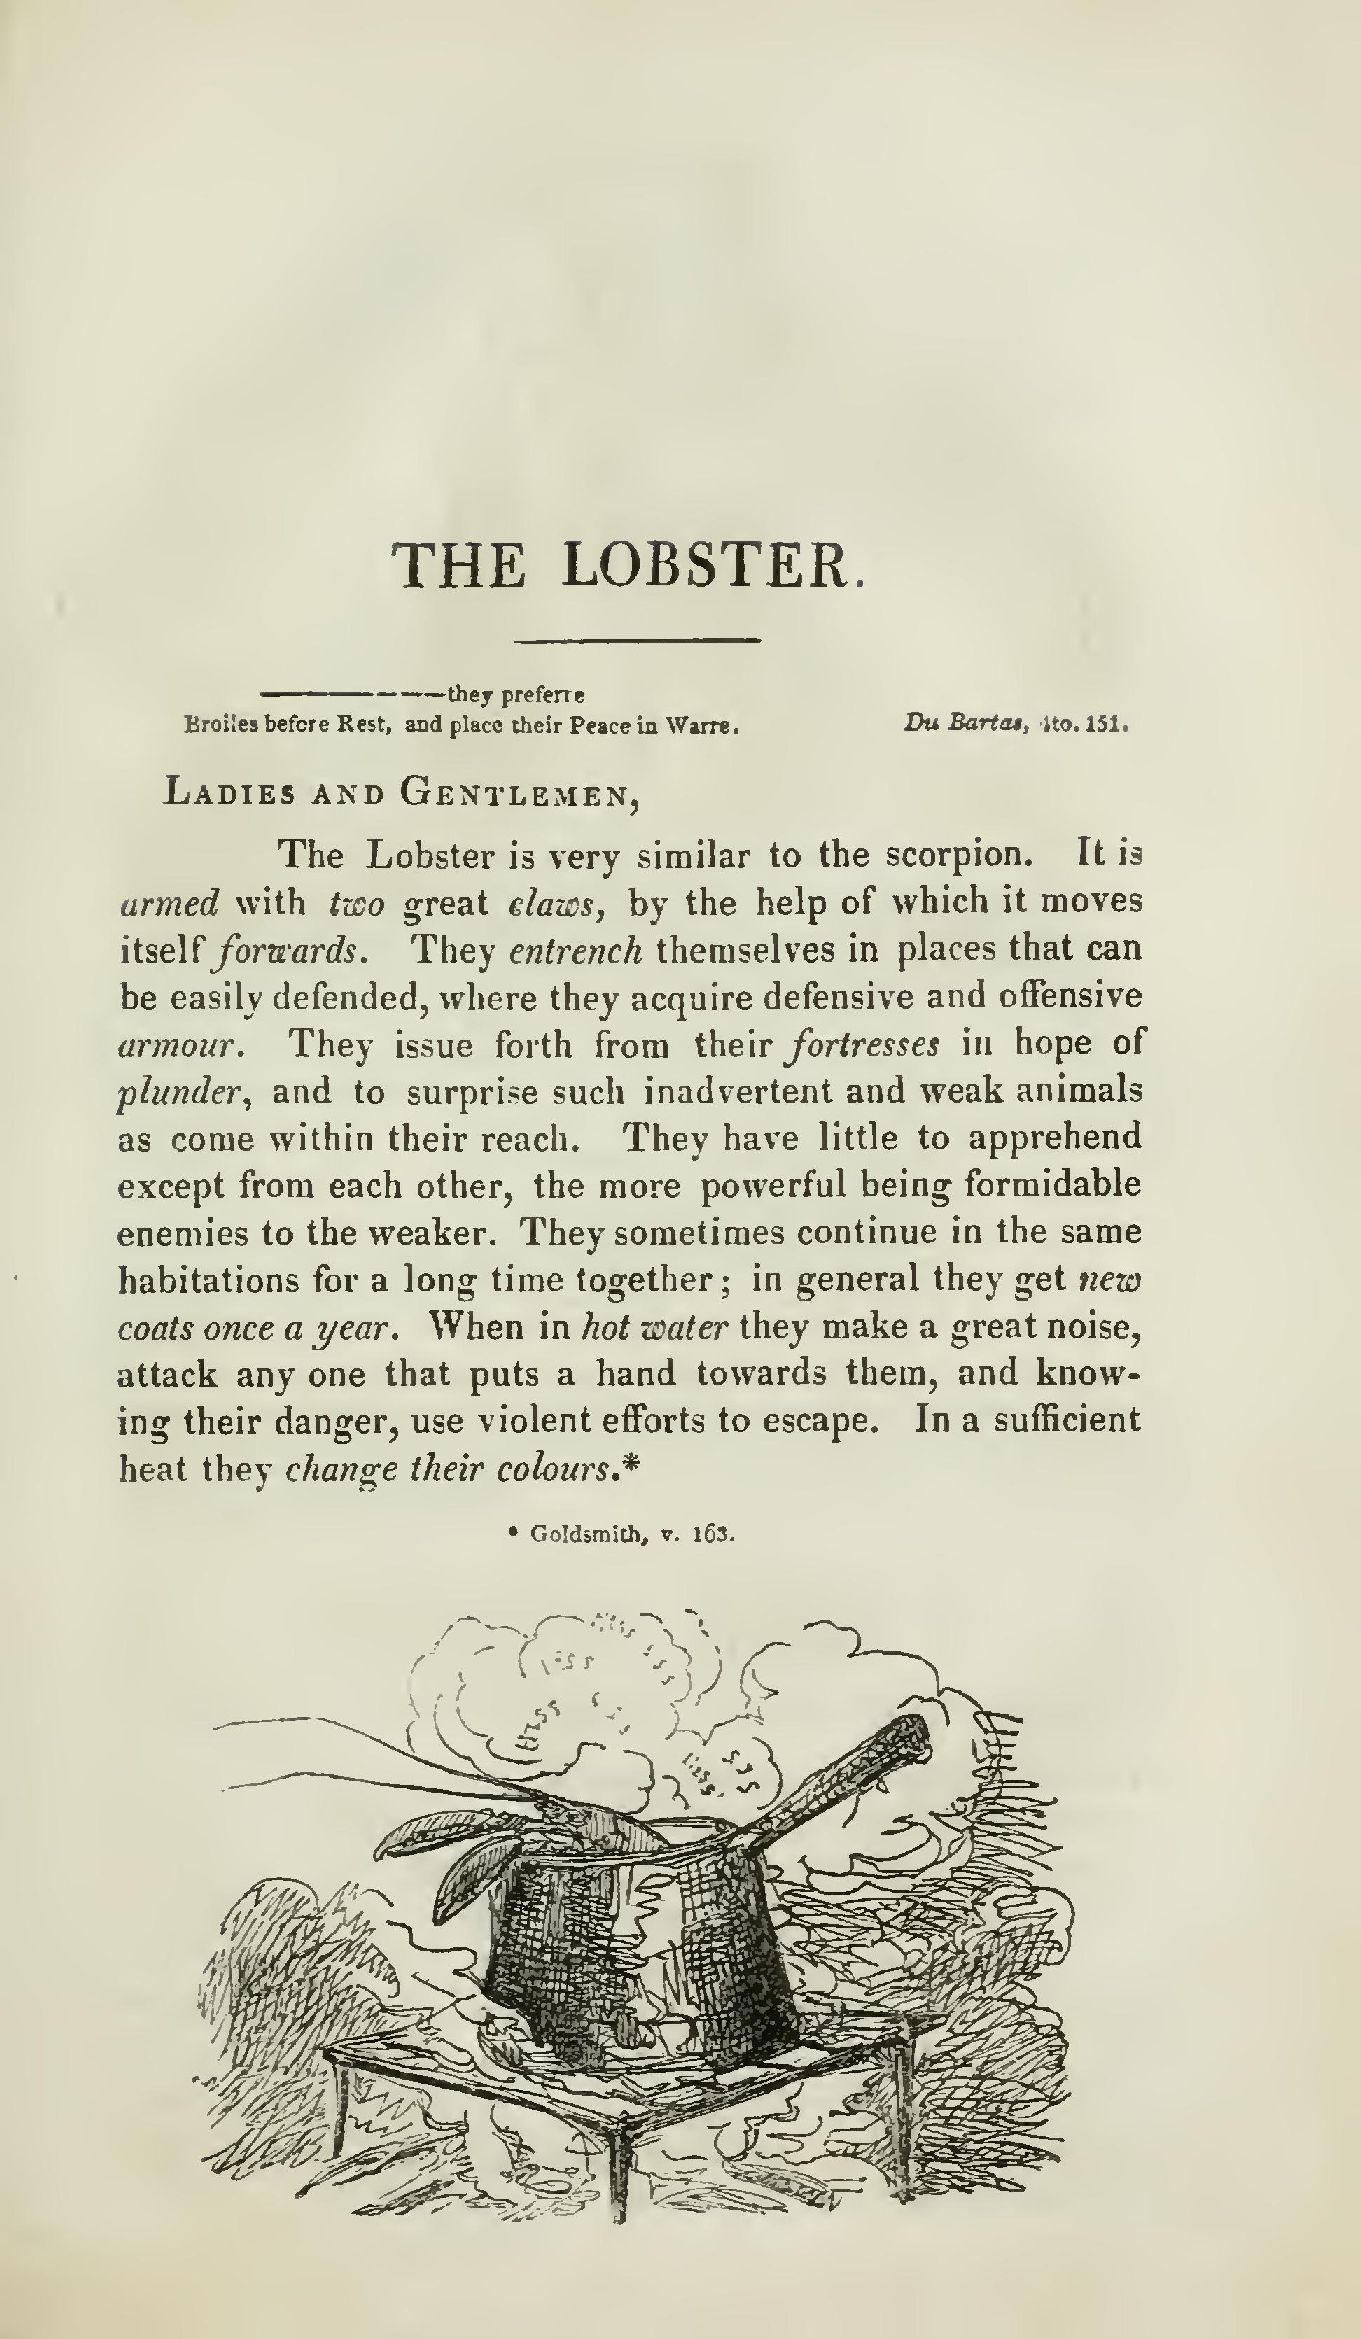 THE LOBSTER.
they preferre
Broiles before Rest, and place their Peace in Warre. Du Bartas, 4to. 151.
LADIES AND GENTLEMEN,
The Lobster is very similar to the scorpion. It is
armed with two great claws, by the help of which it moves
itself forwards. They entrench themselves in places that can
be easily defended, where they acquire defensive and offensive
armour. They issue forth from their fortresses in hope of
plunder, and to surprise such inadvertent and weak animals
as come within their reach. They have little to apprehend
except from each other, the more powerful being formidable
enemies to the weaker. They sometimes continue in the same
habitations for a long time together; in general they get new
coats once a year. When in hot water they make a great noise,
attack any one that puts a hand towards them, and know-
ing their danger, use violent efforts to escape. In a sufficient
heat they change their colours.*
* Goldsmith, v. 163.
Hiss